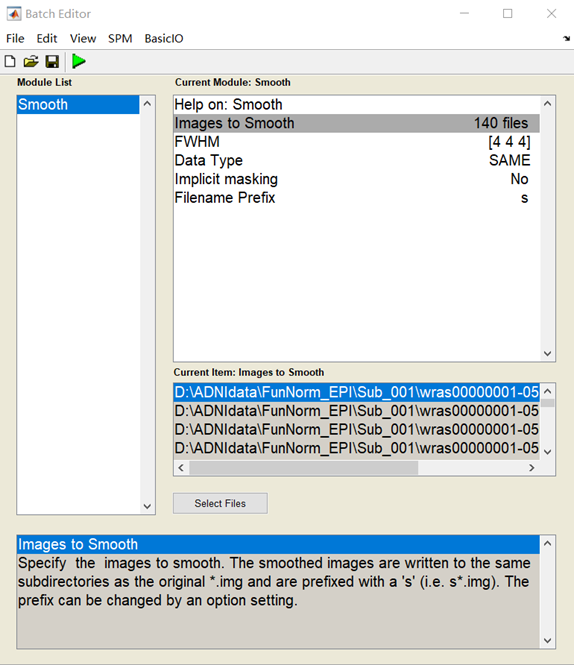 Batch Editor
File Edit View SPM BasicIO
Module List
Current Module: Smooth
Smooth
Help on: Smooth
Images to Smooth 140 files
FWHM [4 4 4]
Data Type SAME
Implicit masking No
Filename Prefix s
Current Item: Images to Smooth
D:\ADNIdata\FunNorm_EPI\Sub_001\wras00000001-05
D:\ADNIdata\FunNorm_EPI\Sub_001\wras00000001-05
D:\ADNIdata\FunNorm_EPI\Sub_001\wras00000001-05
D:\ADNIdata\FunNorm_EPI\Sub_001\wras00000001-05
Select Files
Images to Smooth
Specify the images to smooth. The smoothed images are written to the same
subdirectories as the original *.img and are prefixed with a 's' (i.e. s*.img). The
prefix can be changed by an option setting.